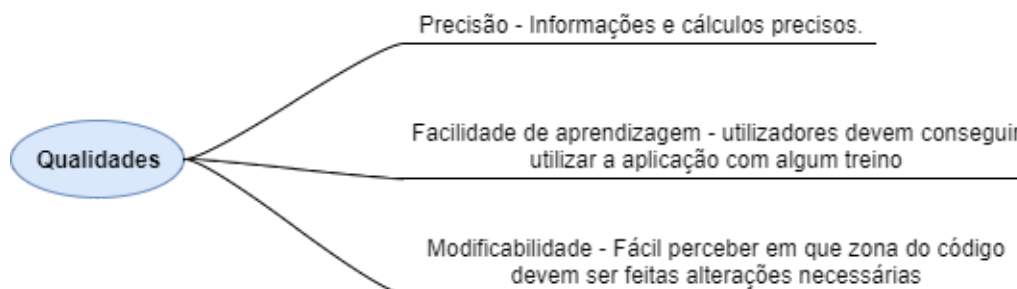 Precisão - Informações e cálculos precisos.
Facilidade de aprendizagem - utilizadores devem conseguir
utilizar a aplicação com algum treino
Qualidades
Modificabilidade - Fácil perceber em que zona do código
devem ser feitas alterações necessárias